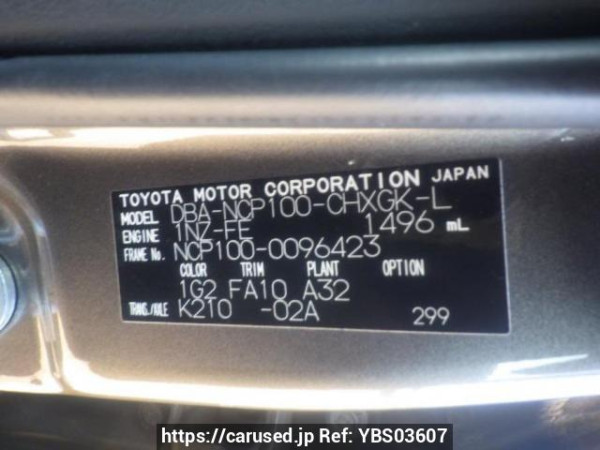 TOYOTA MOTOR CORPORATION JAPAN
MODEL DBA-NCP100-CHXGK-L
ENGINE 1NZ-FE 1496 mL
FRAME No. NCP100-0096423
COLOR TRIM PLANT OPTION
1G2 FA10 A32
TRANS./AXLE K210 -02A 299
https://carused.jp Ref: YBS03607